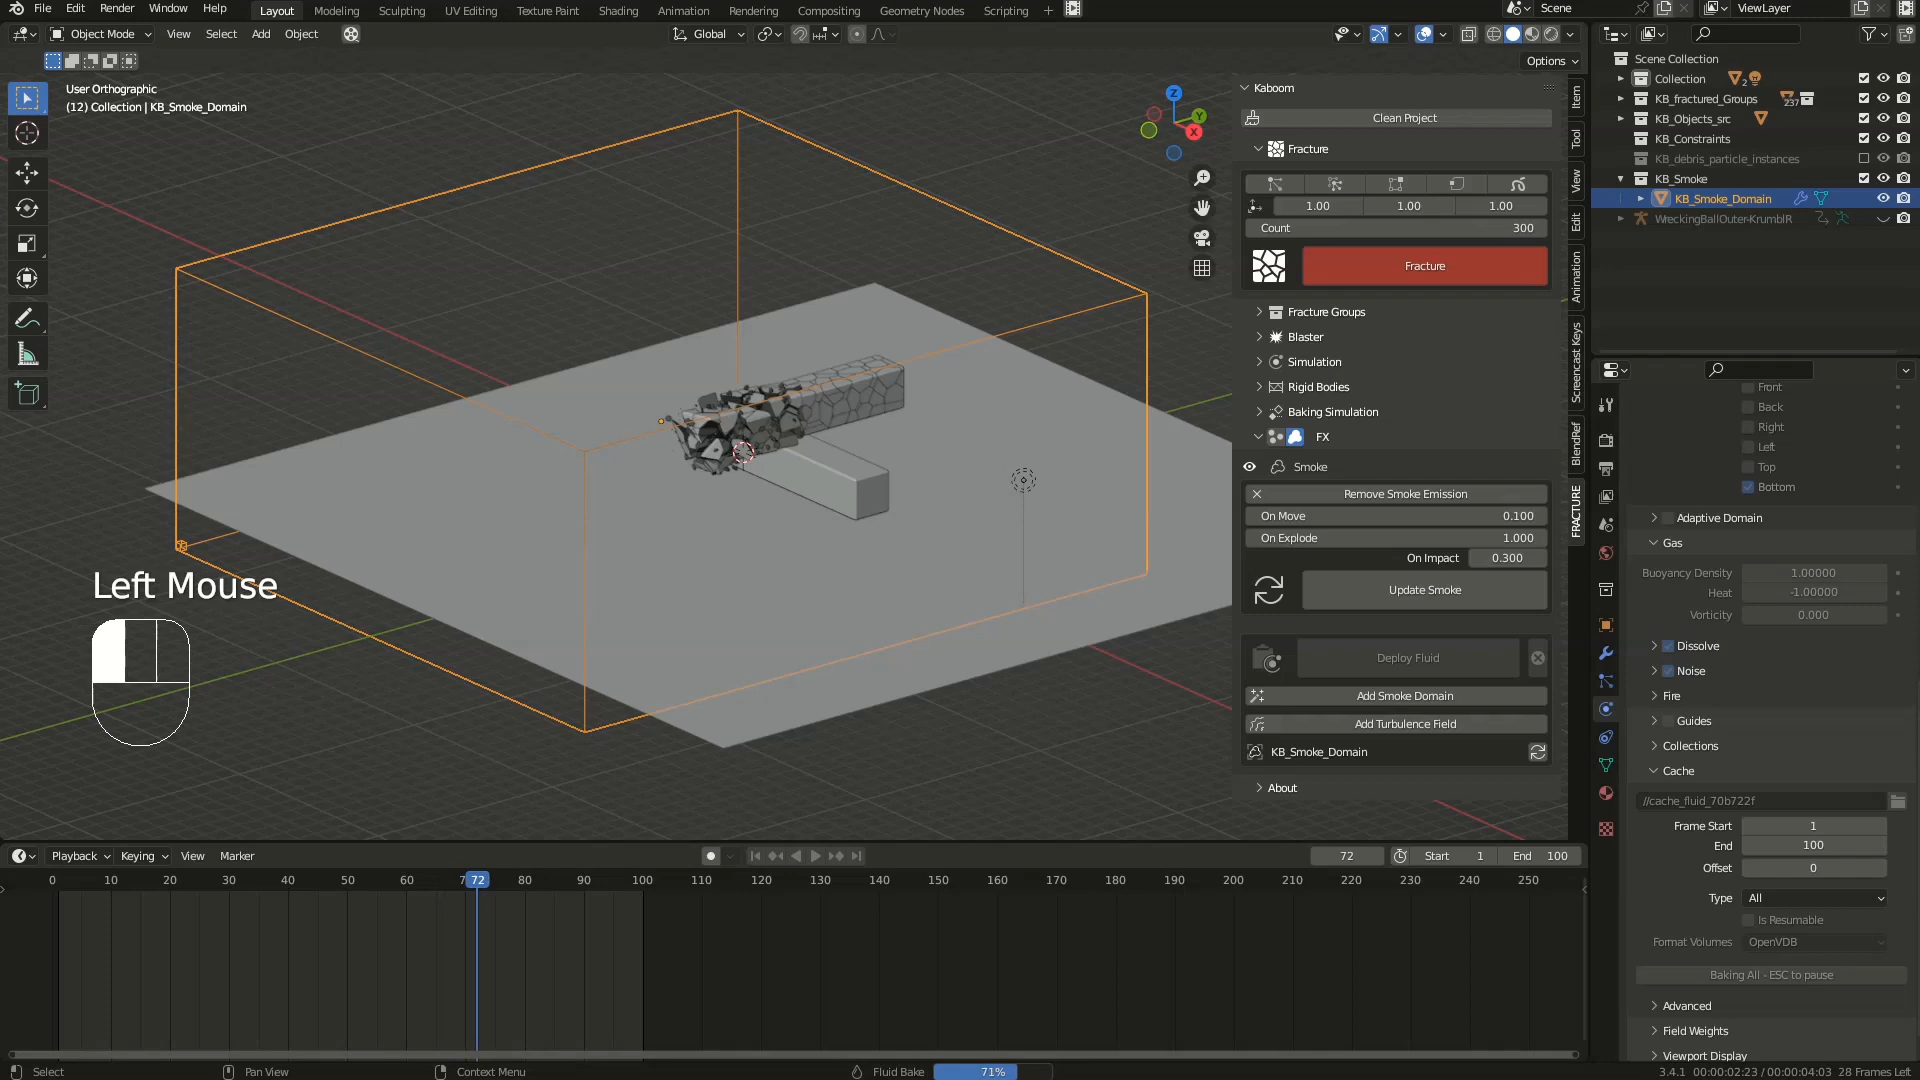 File Edit Render Window Help Layout Modeling Sculpting UV Editing Texture Paint Shading Animation Rendering Compositing Geometry Nodes Scripting + Scene ViewLayer
Object Mode View Select Add Object Global
Options
User Orthographic
(12) Collection | KB_Smoke_Domain
Z
Y
X
Kaboom
Clean Project
Fracture
1.00 1.00 1.00
Count 300
Fracture
Fracture Groups
Blaster
Simulation
Rigid Bodies
Baking Simulation
FX
Smoke
Remove Smoke Emission
On Move 0.100
On Explode 1.000
On Impact 0.300
Update Smoke
Deploy Fluid
Add Smoke Domain
Add Turbulence Field
KB_Smoke_Domain
About
Item
Tool
View
Edit
Animation
Screencast Keys
BlendRef
FRACTURE
Scene Collection
Collection 2
KB_fractured_Groups 237
KB_Objects_src
KB_Constraints
KB_debris_particle_instances
KB_Smoke
KB_Smoke_Domain
WreckingBallOuter-KrumblR
Front
Back
Right
Left
Top
Bottom
Adaptive Domain
Gas
Buoyancy Density 1.00000
Heat -1.00000
Vorticity 0.000
Dissolve
Noise
Fire
Guides
Collections
Cache
//cache_fluid_70b722f
Frame Start 1
End 100
Offset 0
Type All
Is Resumable
Format Volumes OpenVDB
Baking All - ESC to pause
Advanced
Field Weights
Viewport Display
Left Mouse
Playback Keying View Marker 72 Start 1 End 100
0 10 20 30 40 50 60 7 72 80 90 100 110 120 130 140 150 160 170 180 190 200 210 220 230 240 250
Select Pan View Context Menu Fluid Bake 71% 3.4.1 00:00:02:23 / 00:00:04:03 28 Frames Left